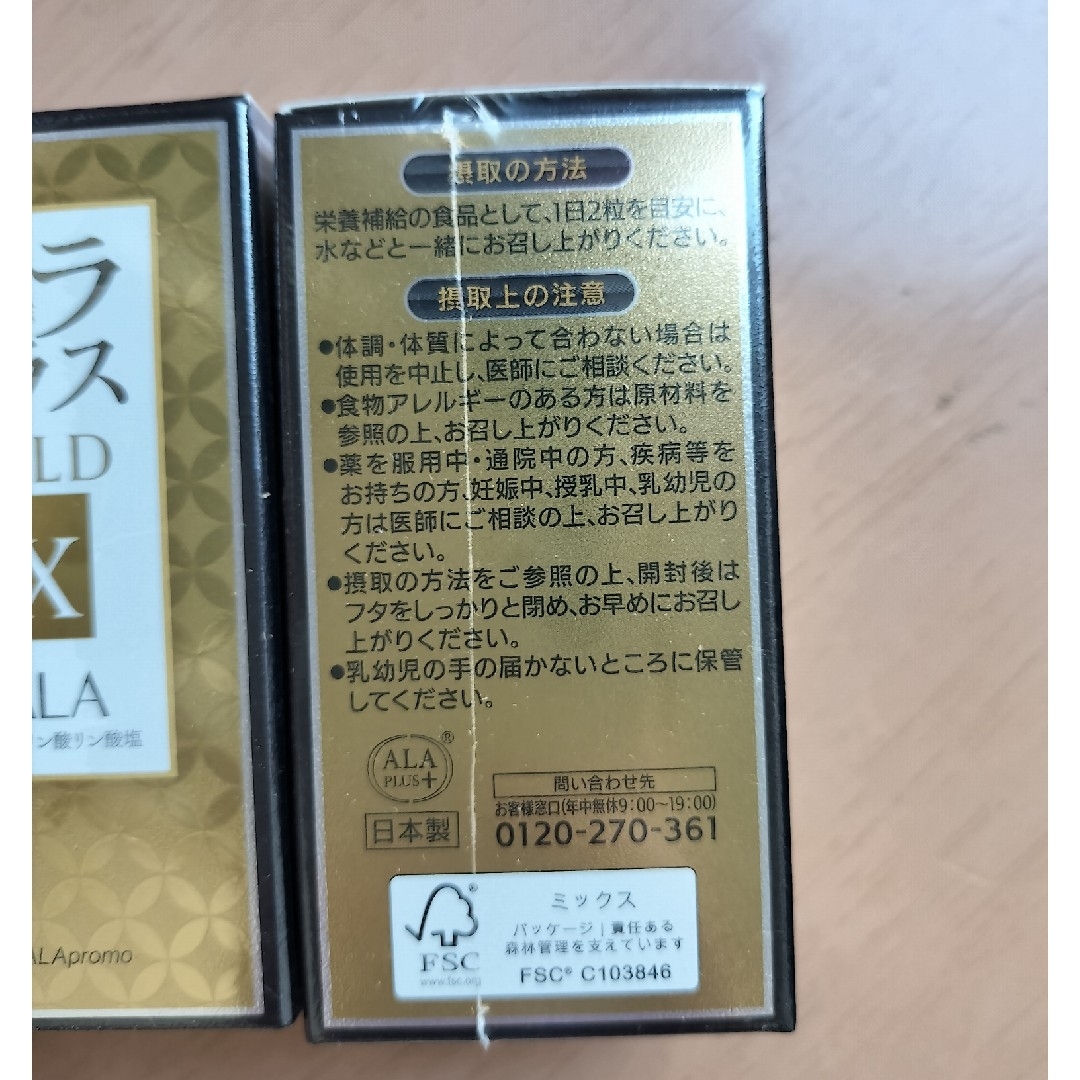 ラ
ラス
LD
X
ALA
ン酸リン酸塩
ALApromo
摂取の方法
栄養補給の食品として、1日2粒を目安に、
水などと一緒にお召し上がりください。
摂取上の注意
●体調・体質によって合わない場合は
使用を中止し、医師にご相談ください。
●食物アレルギーのある方は原材料を
参照の上、お召し上がりください。
●薬を服用中・通院中の方、疾病等を
お持ちの方、妊娠中、授乳中、乳幼児の
方は医師にご相談の上、お召し上がり
ください。
●摂取の方法をご参照の上、開封後は
フタをしっかりと閉め、お早めにお召し
上がりください。
●乳幼児の手の届かないところに保管
してください。
ALA®
PLUS+
日本製
問い合わせ先
お客様窓口(年中無休9:00〜19:00)
0120-270-361
FSC®
www.fsc.org
ミックス
パッケージ|責任ある
森林管理を支えています
FSC® C103846